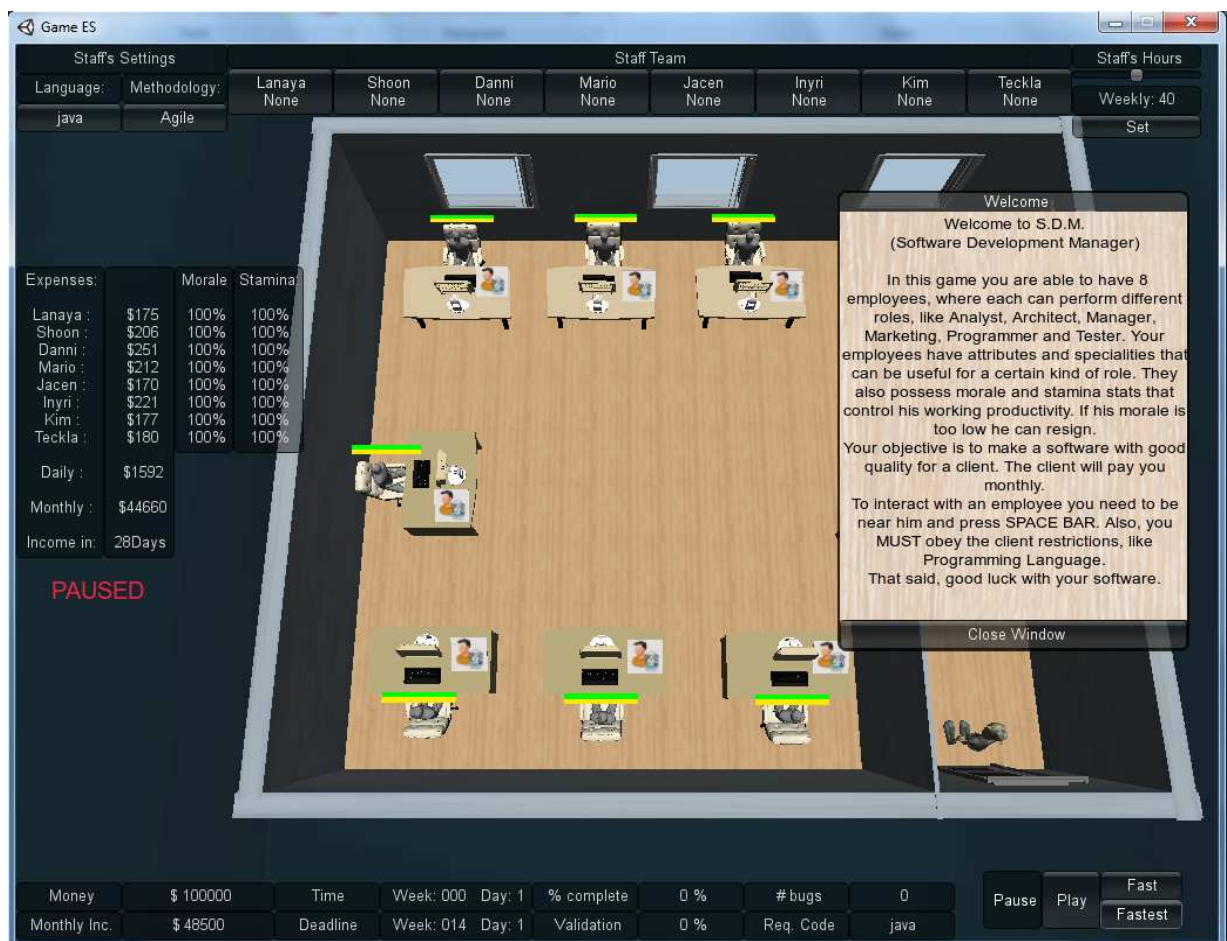 Game ES
Staff's Settings
Staff Team
Staff's Hours
Language: Methodology:
java Agile
Lanaya None
Shoon None
Danni None
Mario None
Jacen None
Inyri None
Kim None
Teckla None
Weekly: 40
Set
Expenses: Morale Stamina:
Lanaya : $175 100% 100%
Shoon : $206 100% 100%
Danni : $251 100% 100%
Mario : $212 100% 100%
Jacen : $170 100% 100%
Inyri : $221 100% 100%
Kim : $177 100% 100%
Teckla : $180 100% 100%
Daily : $1592
Monthly : $44660
Income in: 28Days
PAUSED
Welcome
Welcome to S.D.M.
(Software Development Manager)
In this game you are able to have 8
employees, where each can perform different
roles, like Analyst, Architect, Manager,
Marketing, Programmer and Tester. Your
employees have attributes and specialities that
can be useful for a certain kind of role. They
also possess morale and stamina stats that
control his working productivity. If his morale is
too low he can resign.
Your objective is to make a software with good
quality for a client. The client will pay you
monthly.
To interact with an employee you need to be
near him and press SPACE BAR. Also, you
MUST obey the client restrictions, like
Programming Language.
That said, good luck with your software.
Close Window
Money $ 100000 Time Week: 000 Day: 1 % complete 0 % # bugs 0
Monthly Inc. $ 48500 Deadline Week: 014 Day: 1 Validation 0 % Req. Code java
Pause Play Fast
Fastest